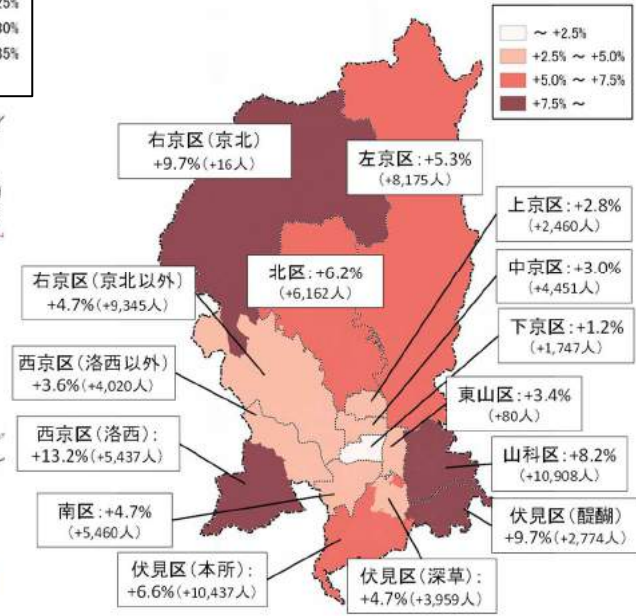 25%
30%
35%
～ +2.5%
+2.5% ～ +5.0%
+5.0% ～ +7.5%
+7.5% ～
右京区(京北)
+9.7%(+16人)
左京区:+5.3%
(+8,175人)
上京区:+2.8%
(+2,460人)
北区:+6.2%
(+6,162人)
中京区:+3.0%
(+4,451人)
右京区(京北以外)
+4.7%(+9,345人)
下京区:+1.2%
(+1,747人)
西京区(洛西以外)
+3.6%(+4,020人)
東山区:+3.4%
(+80人)
西京区(洛西):
+13.2%(+5,437人)
山科区:+8.2%
(+10,908人)
南区:+4.7%
(+5,460人)
伏見区(醍醐)
+9.7%(+2,774人)
伏見区(本所):
+6.6%(+10,437人)
伏見区(深草):
+4.7%(+3,959人)